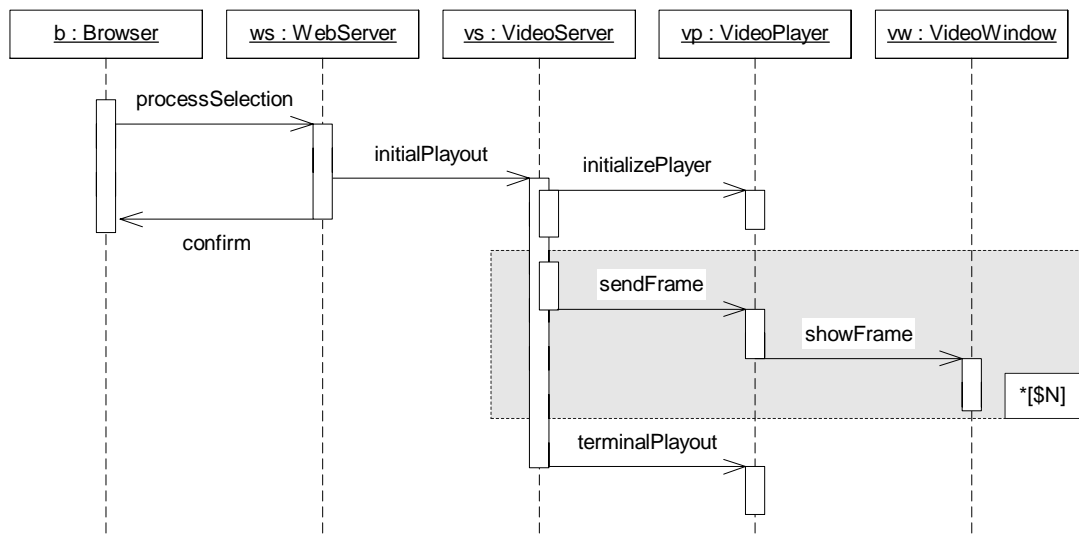 b : Browser
ws : WebServer
vs : VideoServer
vp : VideoPlayer
vw : VideoWindow
processSelection
initialPlayout
initializePlayer
confirm
sendFrame
showFrame
*[$N]
terminalPlayout